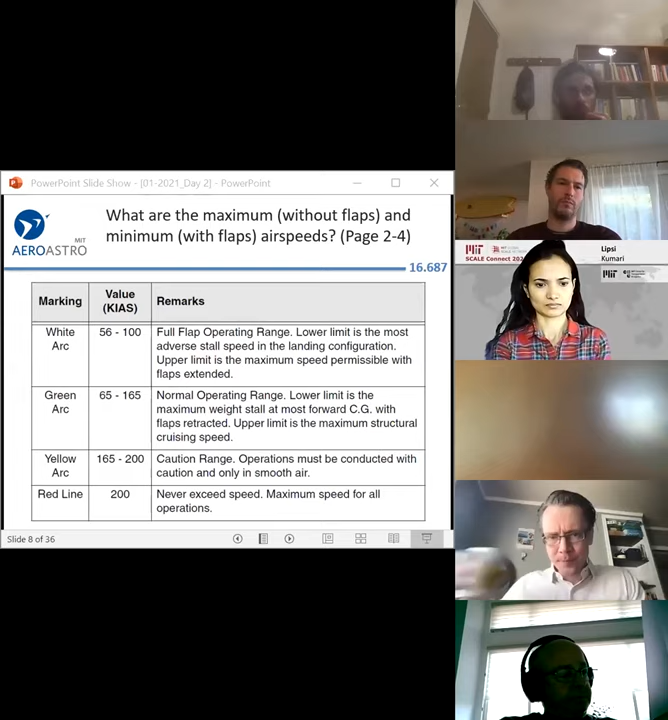 PowerPoint Slide Show - [01-2021_Day 2] - PowerPoint
MIT
AEROASTRO
What are the maximum (without flaps) and
minimum (with flaps) airspeeds? (Page 2-4)
16.687
Marking
Value
(KIAS)
Remarks
White
Arc
56 - 100
Full Flap Operating Range. Lower limit is the most
adverse stall speed in the landing configuration.
Upper limit is the maximum speed permissible with
flaps extended.
Green
Arc
65 - 165
Normal Operating Range. Lower limit is the
maximum weight stall at most forward C.G. with
flaps retracted. Upper limit is the maximum structural
cruising speed.
Yellow
Arc
165 - 200
Caution Range. Operations must be conducted with
caution and only in smooth air.
Red Line
200
Never exceed speed. Maximum speed for all
operations.
Slide 8 of 36
SCALE Connect 202
Lipsi
Kumari